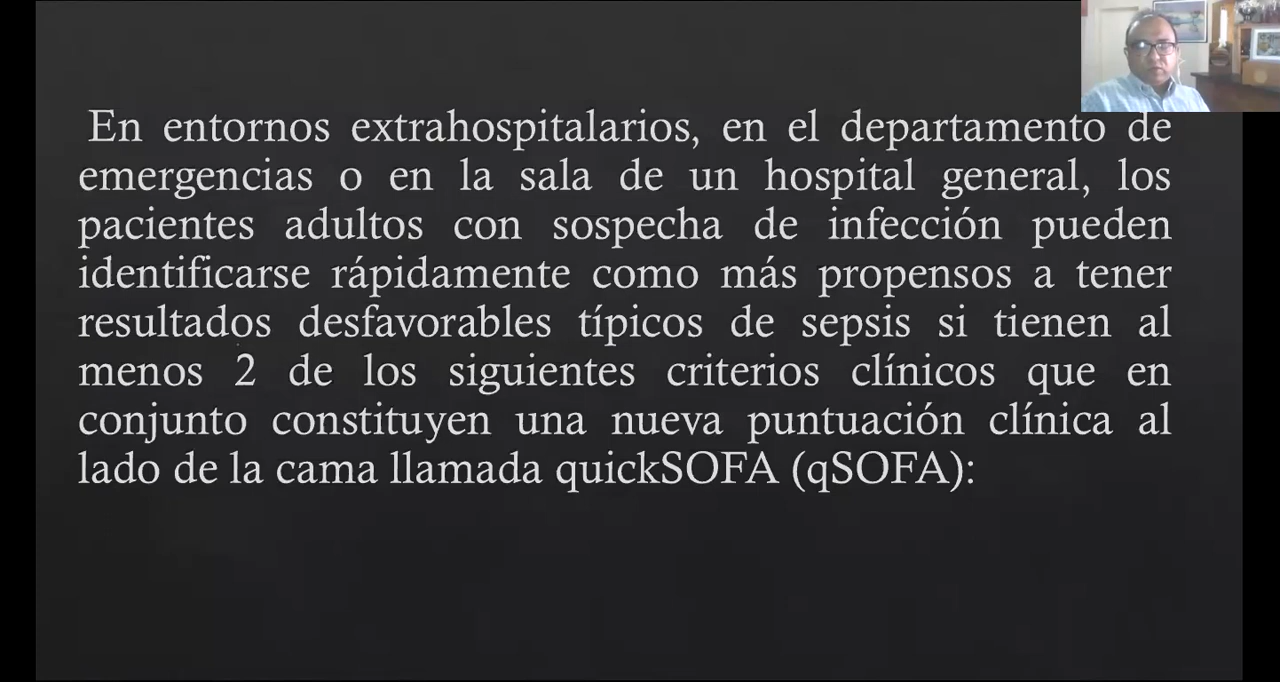 En entornos extrahospitalarios, en el departamento de
emergencias o en la sala de un hospital general, los
pacientes adultos con sospecha de infección pueden
identificarse rápidamente como más propensos a tener
resultados desfavorables típicos de sepsis si tienen al
menos 2 de los siguientes criterios clínicos que en
conjunto constituyen una nueva puntuación clínica al
lado de la cama llamada quickSOFA (qSOFA):